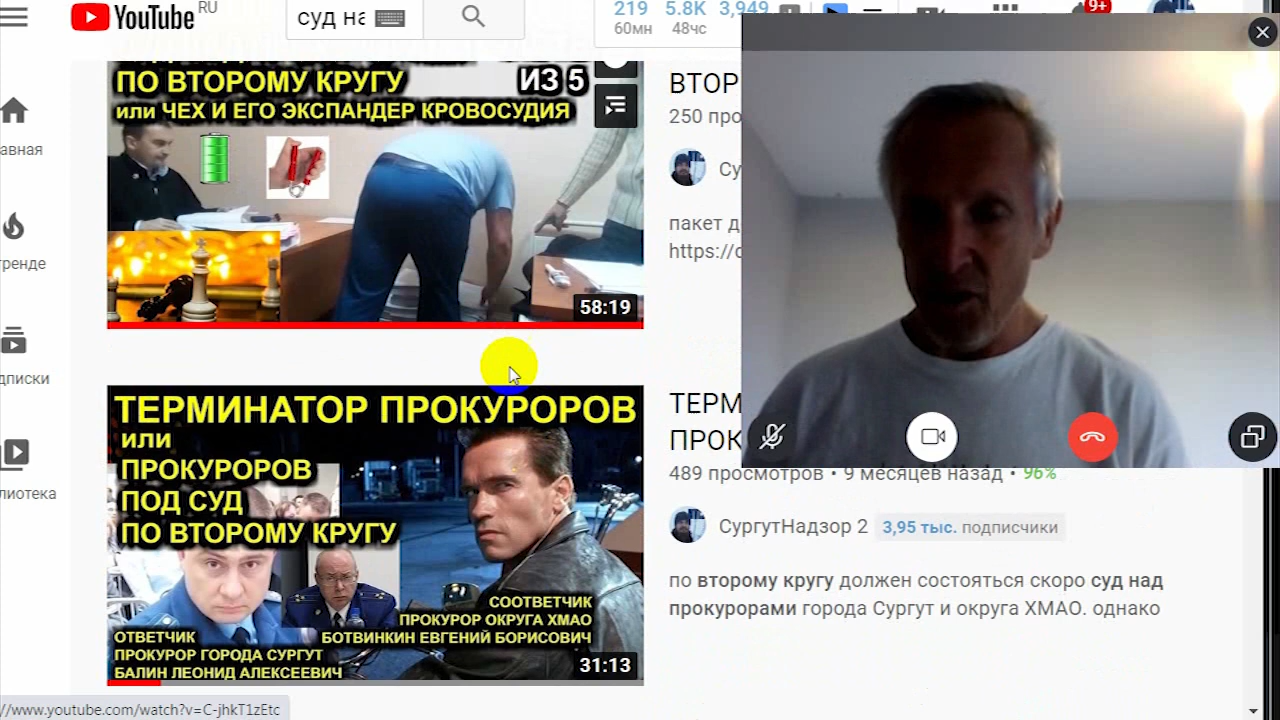 YouTube RU
суд на
219 5.8K 3,949
60мн 48чс
9+
авная
тренде
дписки
лиотека
ПО ВТОРОМУ КРУГУ ИЗ 5
или ЧЕХ И ЕГО ЭКСПАНДЕР КРОВОСУДИЯ
58:19
ВТОР
250 про
Су
пакет д
https://
ТЕРМИНАТОР ПРОКУРОРОВ
или
ПРОКУРОРОВ
ПОД СУД
ПО ВТОРОМУ КРУГУ
СООТВЕТЧИК
ПРОКУРОР ОКРУГА ХМАО
БОТВИНКИН ЕВГЕНИЙ БОРИСОВИЧ
ОТВЕТЧИК
ПРОКУРОР ГОРОДА СУРГУТ
БАЛИН ЛЕОНИД АЛЕКСЕЕВИЧ
31:13
ТЕРМ
ПРОК
489 просмотров • 9 месяцев назад • 96%
СургутНадзор 2 3,95 тыс. подписчики
по второму кругу должен состояться скоро суд над
прокурорами города Сургут и округа ХМАО. однако
//www.youtube.com/watch?v=C-jhkT1zEtc